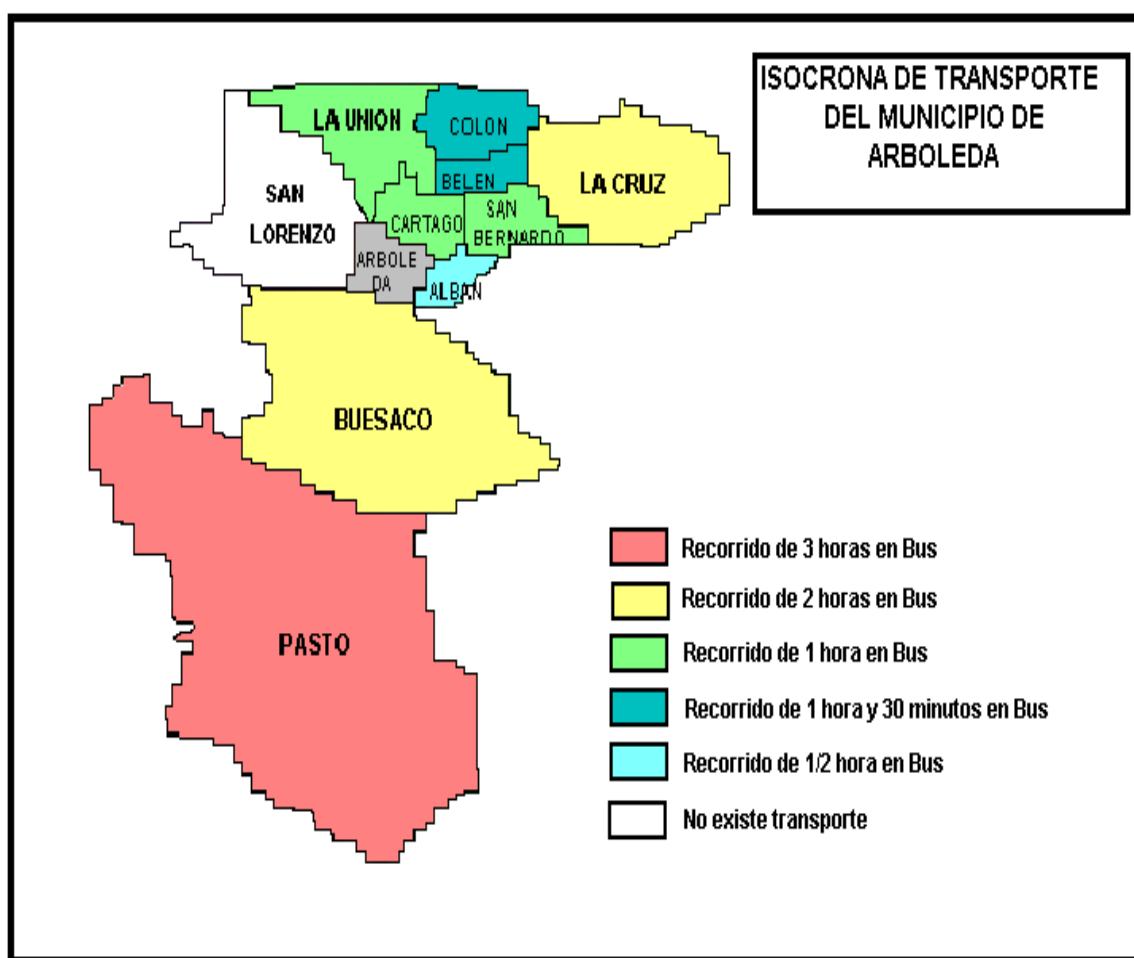 ISOCRONA DE TRANSPORTE
DEL MUNICIPIO DE
ARBOLEDA
LA UNION
COLON
BELEN
LA CRUZ
SAN
LORENZO
CARTAGO
SAN
BERNARDO
ARBOLE
DA
ALBAN
BUESACO
PASTO
Recorrido de 3 horas en Bus
Recorrido de 2 horas en Bus
Recorrido de 1 hora en Bus
Recorrido de 1 hora y 30 minutos en Bus
Recorrido de 1/2 hora en Bus
No existe transporte